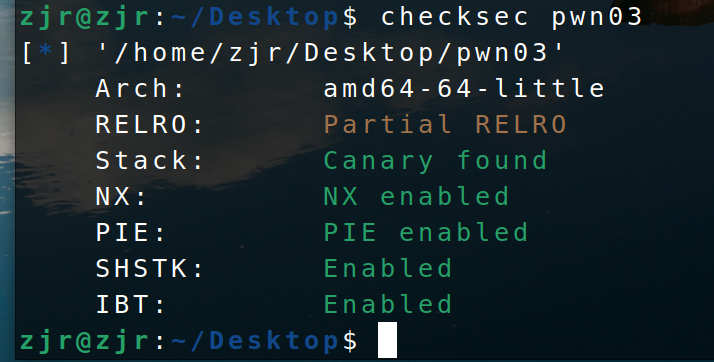 zjr@zjr:~/Desktop$ checksec pwn03
[*] '/home/zjr/Desktop/pwn03'
    Arch:     amd64-64-little
    RELRO:    Partial RELRO
    Stack:    Canary found
    NX:       NX enabled
    PIE:      PIE enabled
    SHSTK:    Enabled
    IBT:      Enabled
zjr@zjr:~/Desktop$